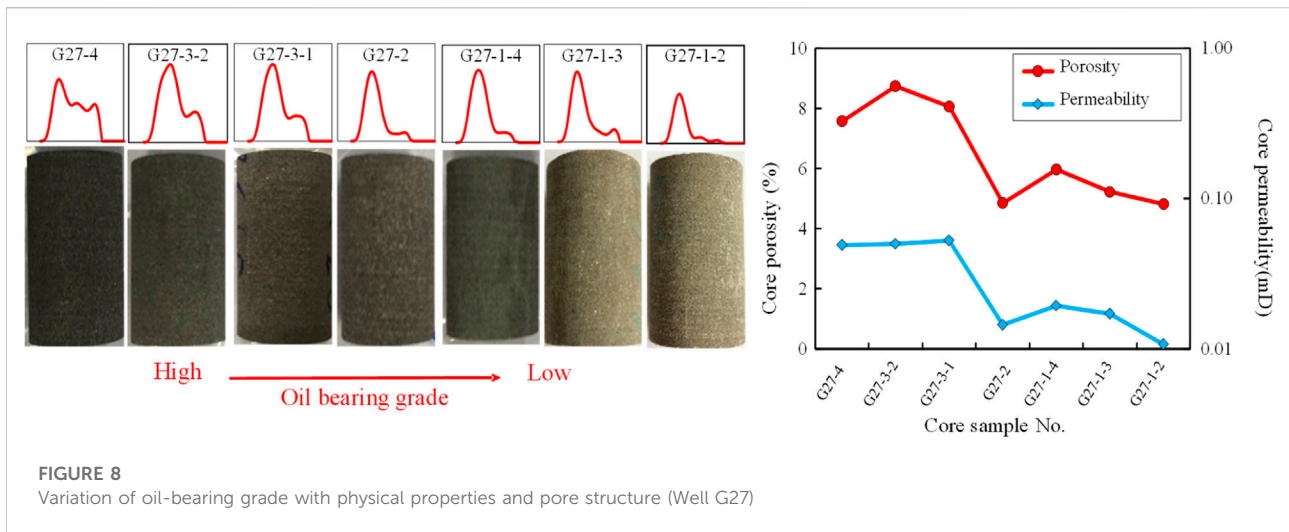 G27-4 G27-3-2 G27-3-1 G27-2 G27-1-4 G27-1-3 G27-1-2
High Low
Oil bearing grade
10
8
6
4
2
0
Core porosity (%)
Porosity
Permeability
1.00
0.10
0.01
Core permeability(mD)
G27-4 G27-3-2 G27-3-1 G27-2 G27-1-4 G27-1-3 G27-1-2
Core sample No.
FIGURE 8
Variation of oil-bearing grade with physical properties and pore structure (Well G27)